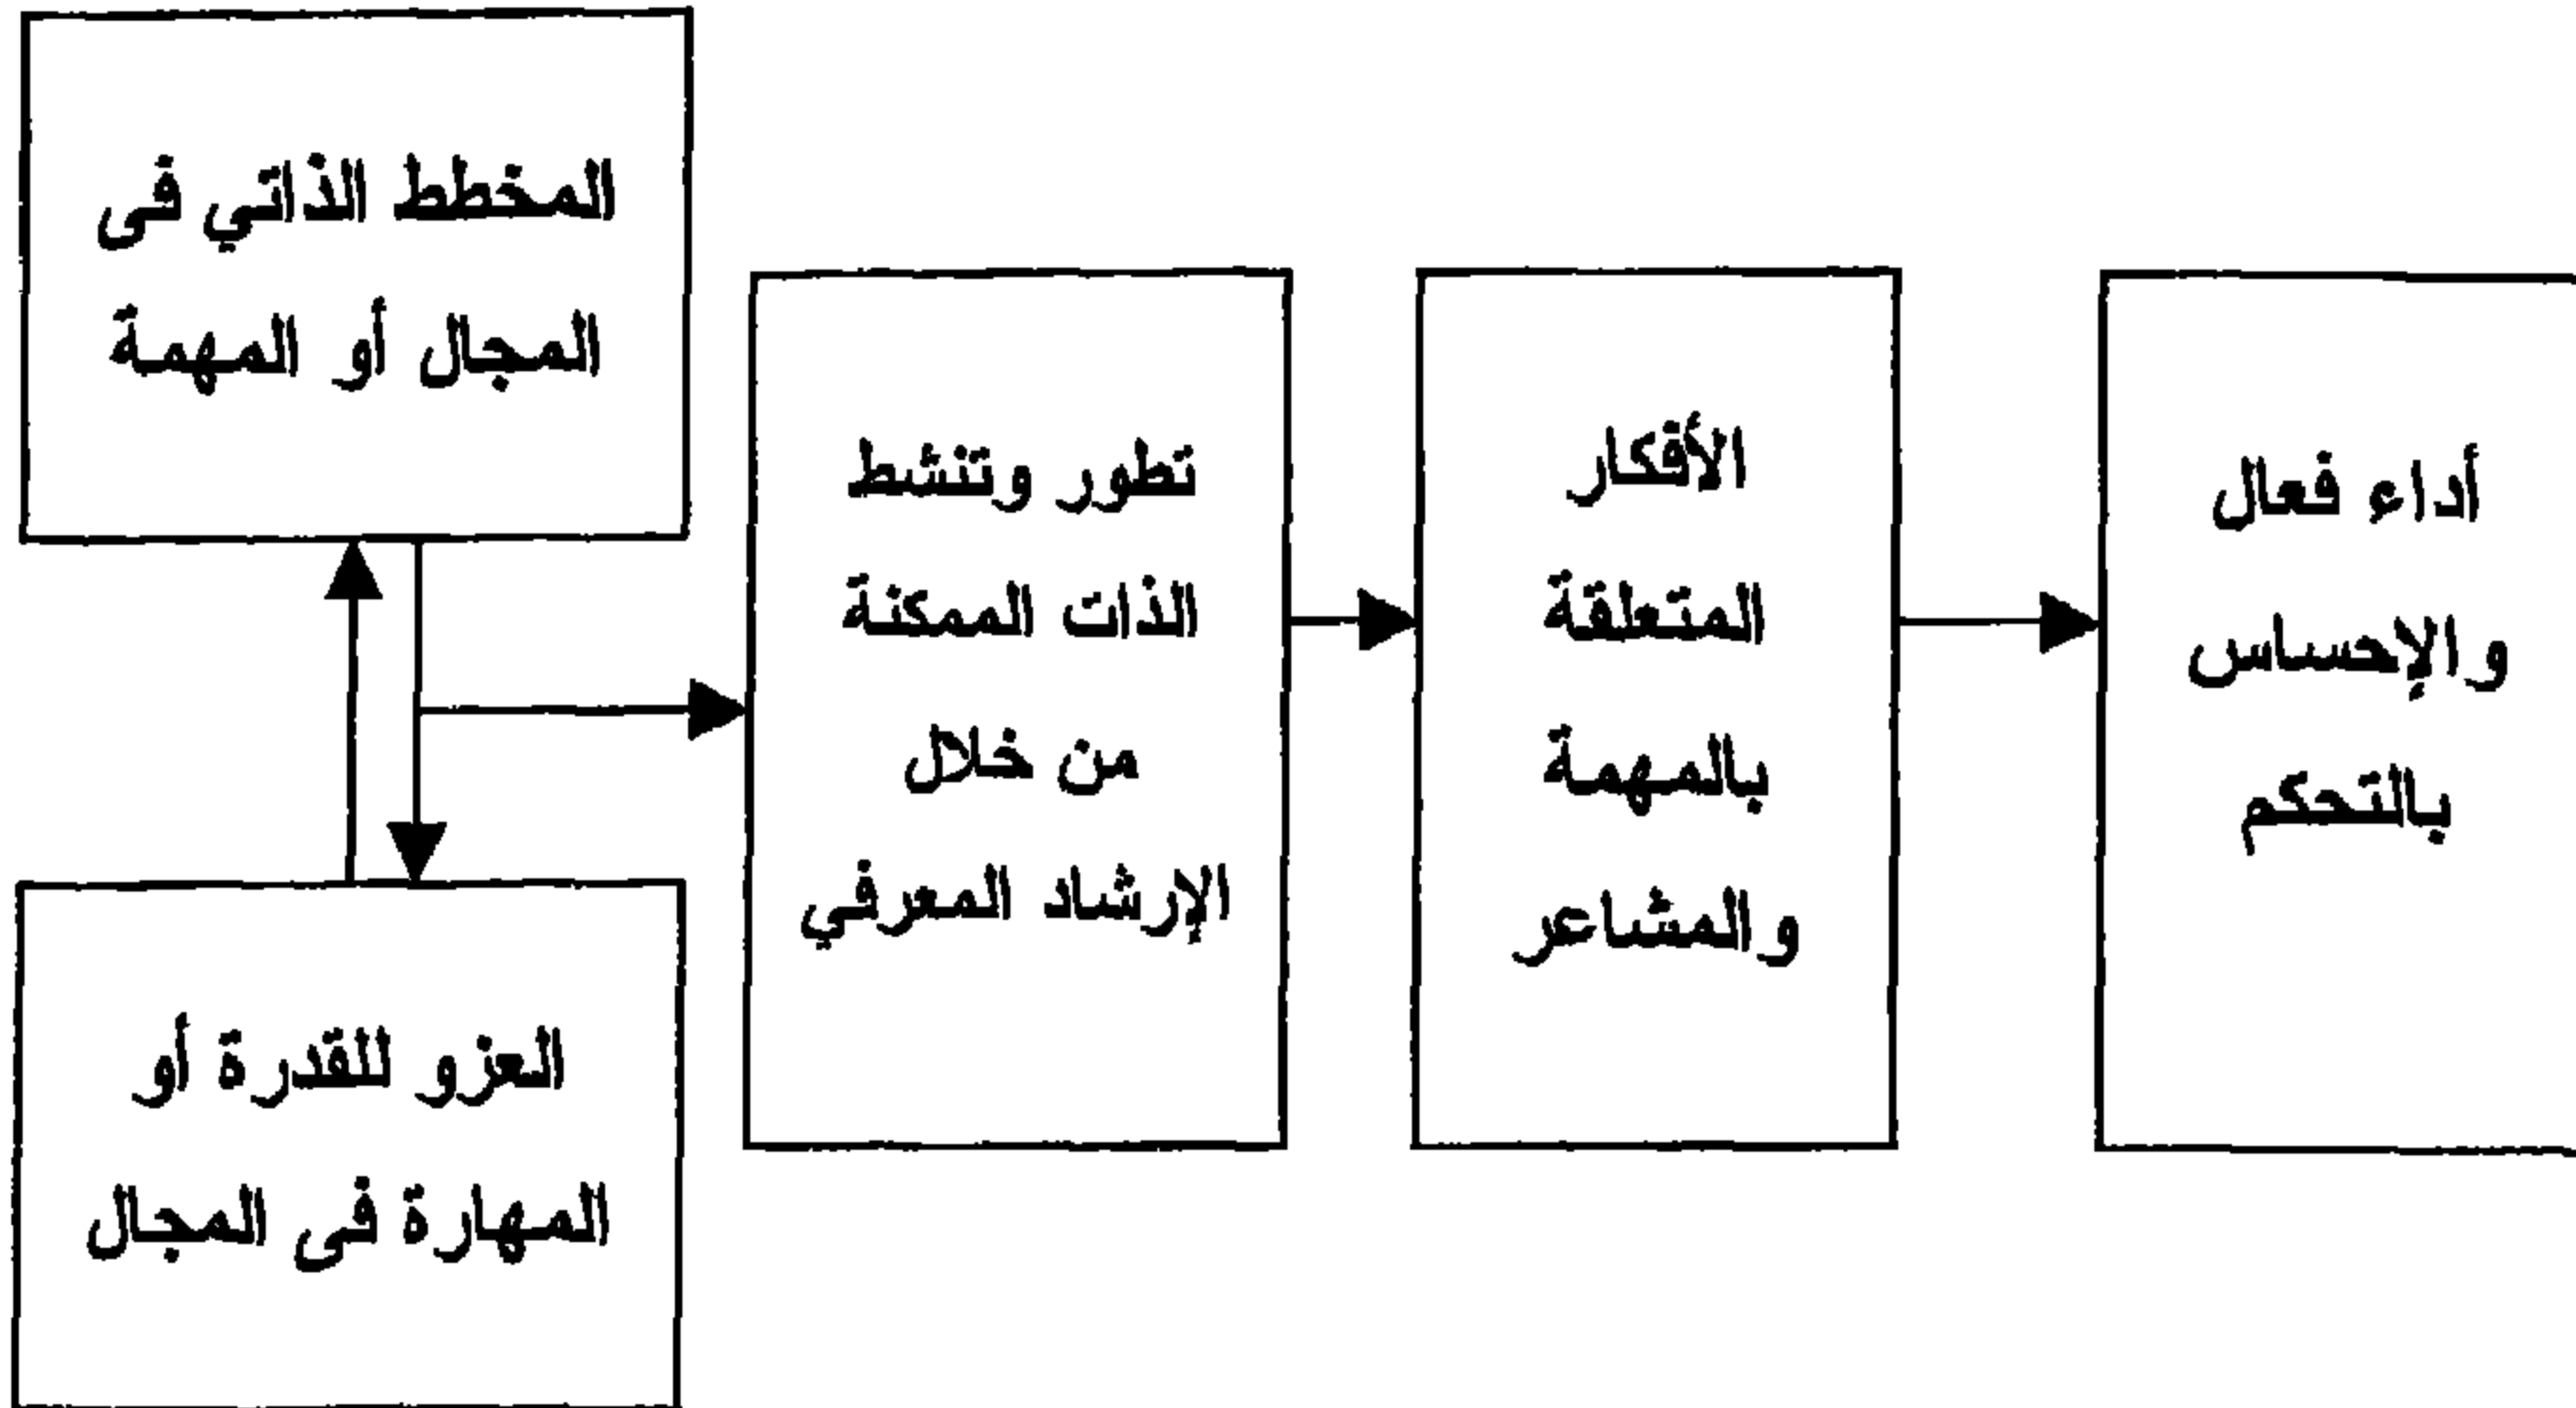 المخطط الذاتي فى
المجال أو المهمة
العزو للقدرة أو
المهارة فى المجال
تطور وتنشط
الذات الممكنة
من خلال
الإرشاد المعرفي
الأفكار
المتعلقة
بالمهمة
والمشاعر
أداء فعال
والإحساس
بالتحكم